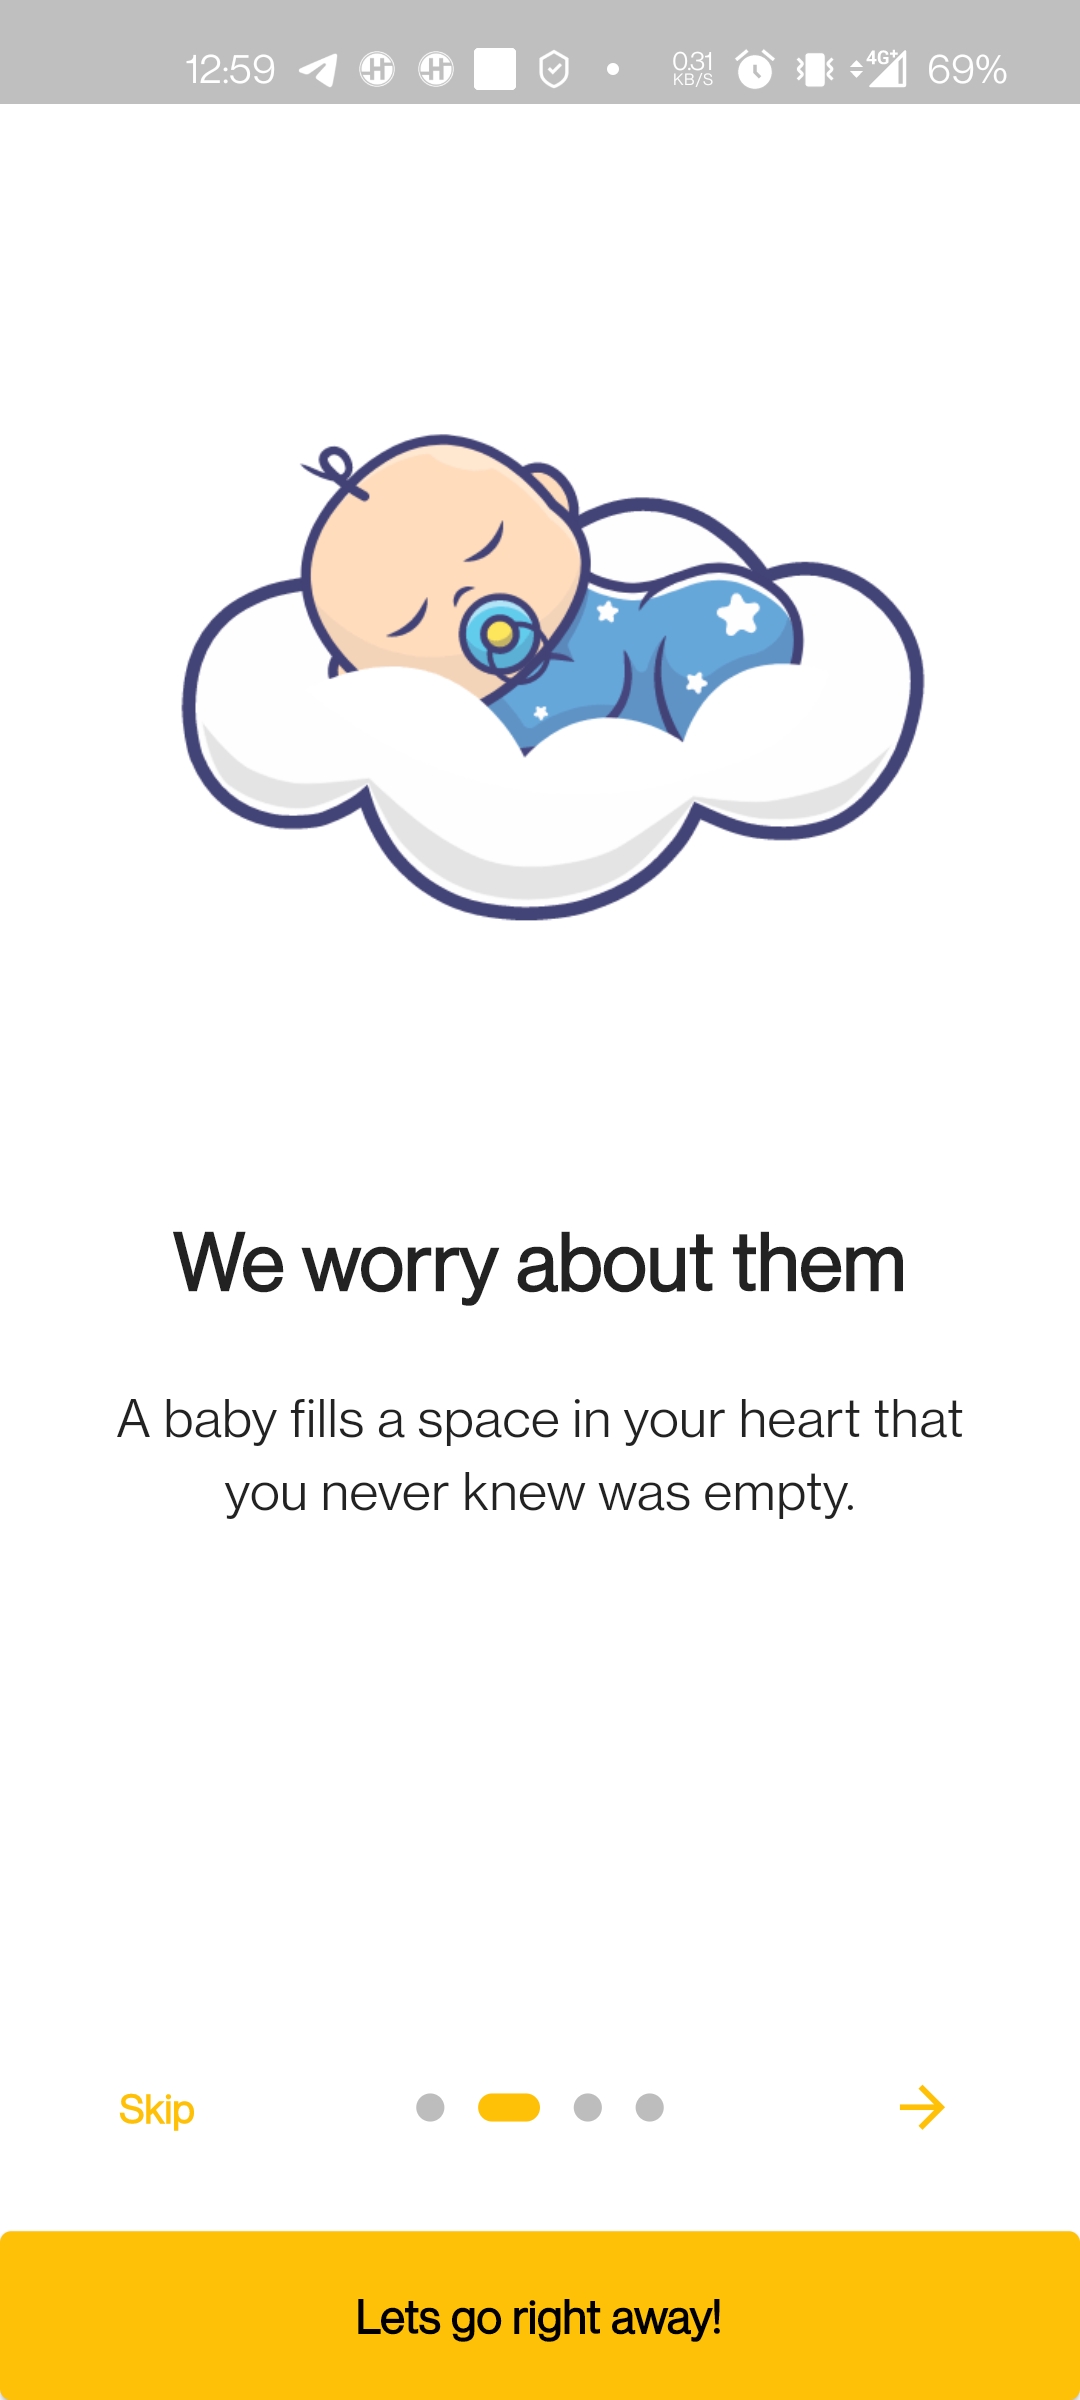 12:59 0.31 KB/S 4G+ 69%
We worry about them
A baby fills a space in your heart that
you never knew was empty.
Skip
Lets go right away!